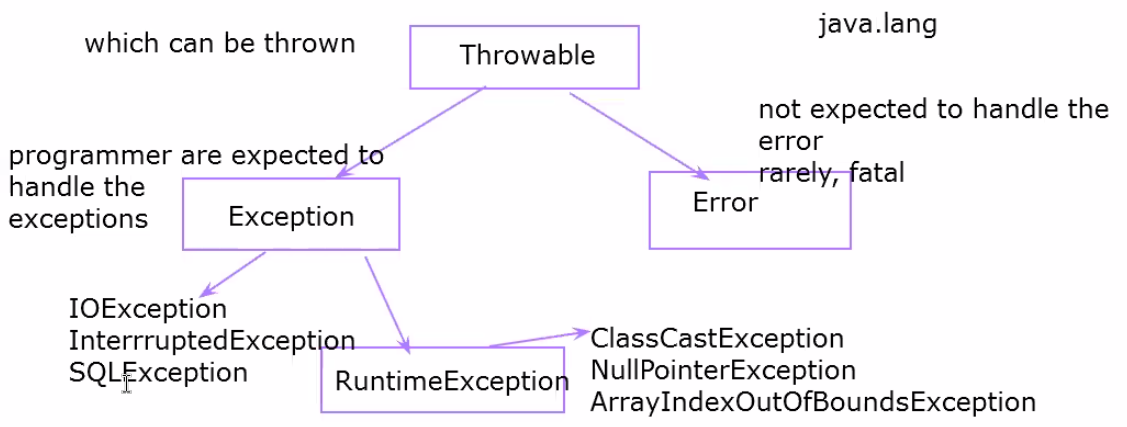 java.lang
which can be thrown
Throwable
not expected to handle the
error
rarely, fatal
programmer are expected to
handle the
exceptions
Exception
Error
IOException
InterrruptedException
SQLException
RuntimeException
ClassCastException
NullPointerException
ArrayIndexOutOfBoundsException